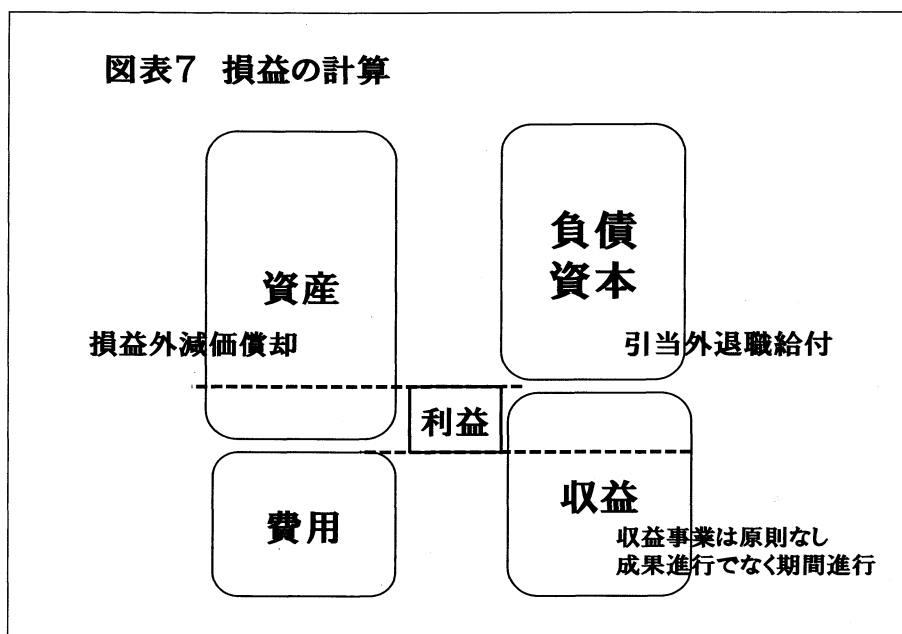 図表7 損益の計算
資産
負債
資本
損益外減価償却
引当外退職給付
利益
費用
収益
収益事業は原則なし
成果進行でなく期間進行